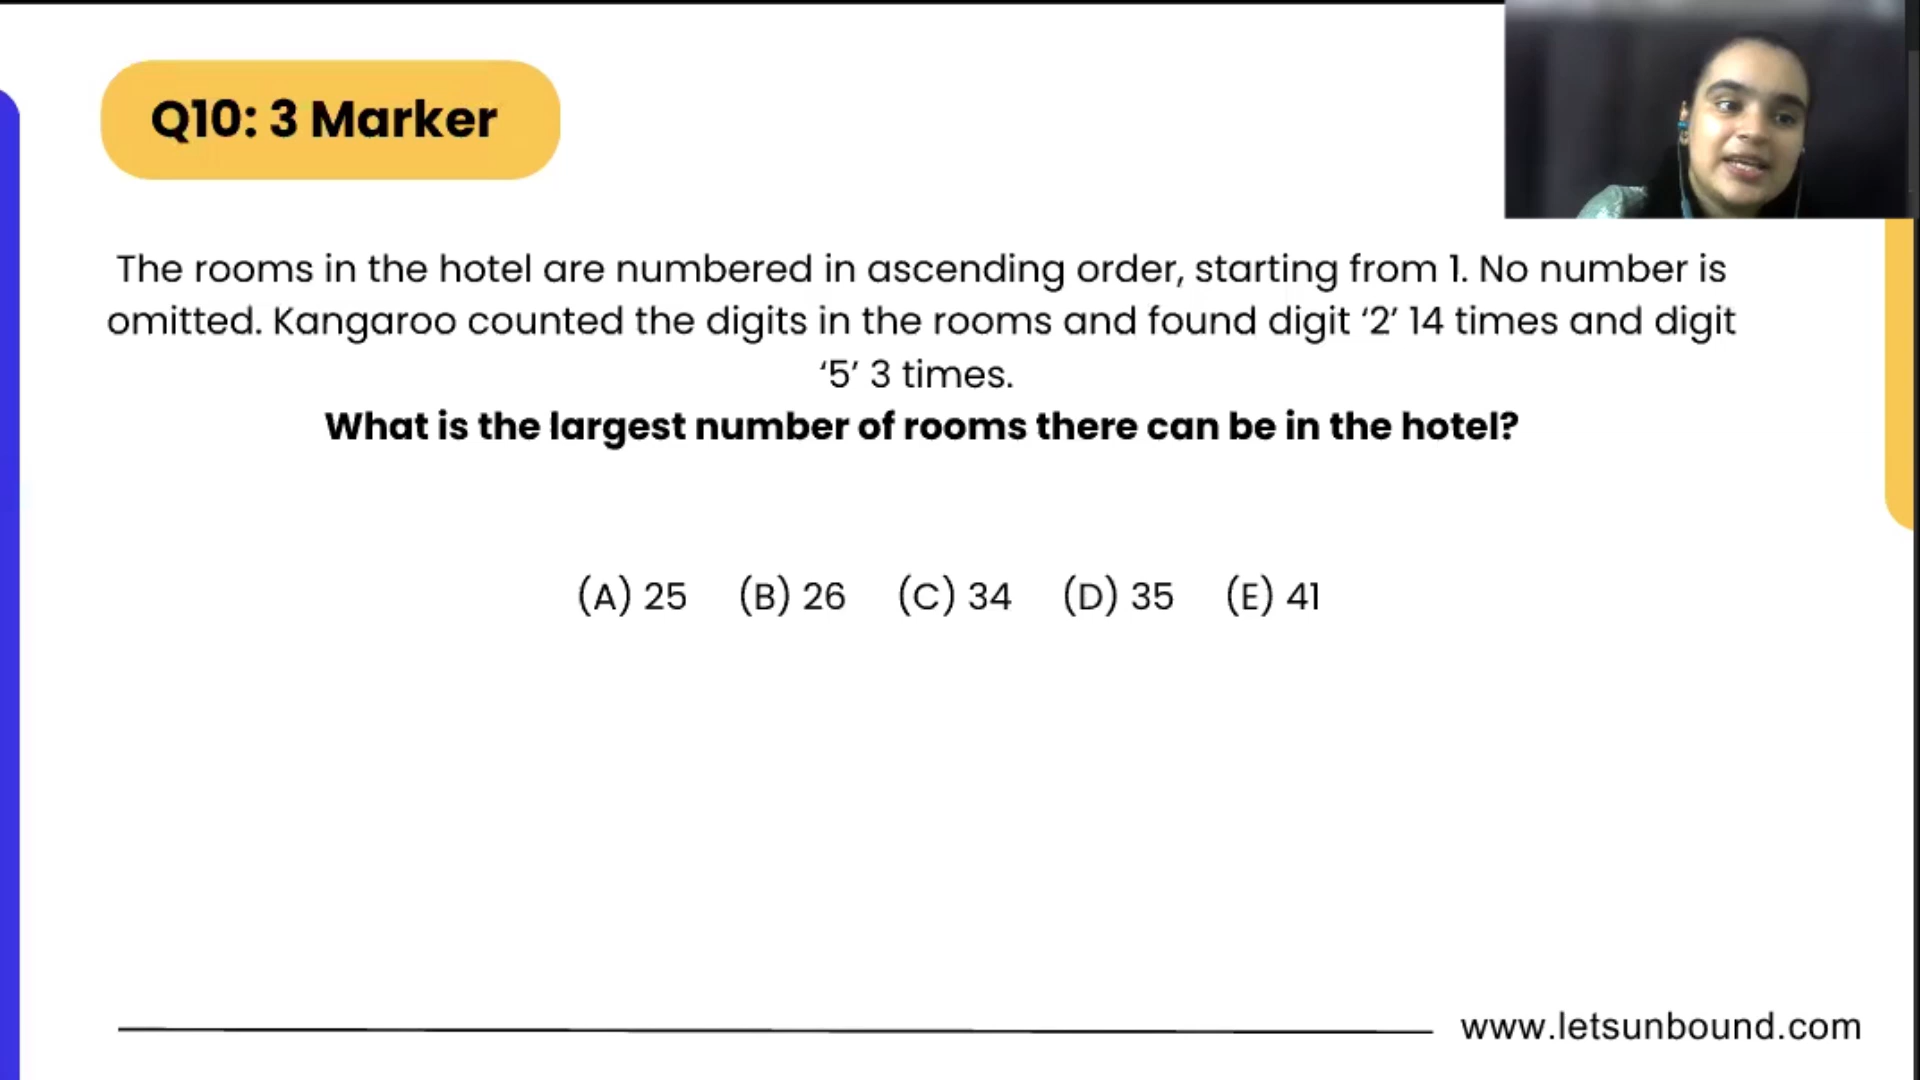 Q10: 3 Marker
The rooms in the hotel are numbered in ascending order, starting from 1. No number is
omitted. Kangaroo counted the digits in the rooms and found digit ‘2’ 14 times and digit
‘5’ 3 times.
What is the largest number of rooms there can be in the hotel?
(A) 25 (B) 26 (C) 34 (D) 35 (E) 41
www.letsunbound.com